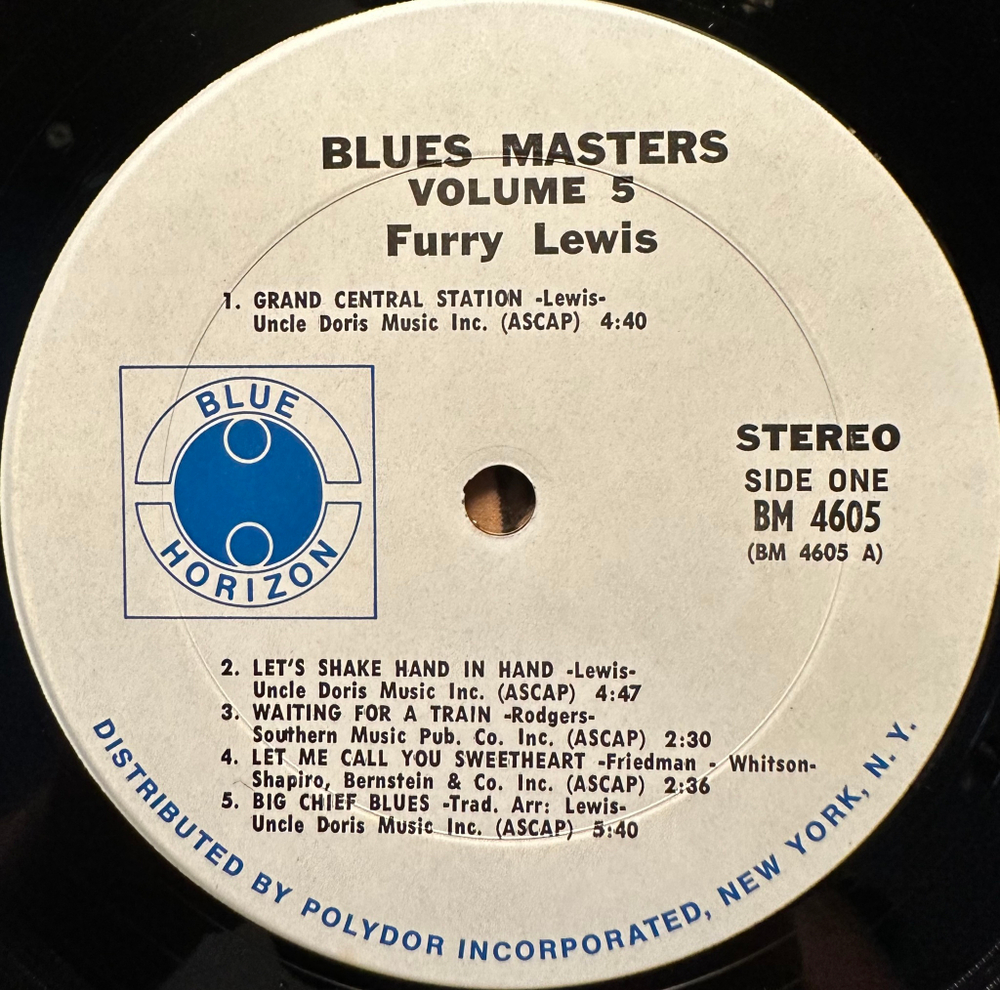 BLUES MASTERS
VOLUME 5
Furry Lewis
1. GRAND CENTRAL STATION -Lewis-
Uncle Doris Music Inc. (ASCAP) 4:40
BLUE
HORIZON
STEREO
SIDE ONE
BM 4605
(BM 4605 A)
2. LET'S SHAKE HAND IN HAND -Lewis-
Uncle Doris Music Inc. (ASCAP) 4:47
3. WAITING FOR A TRAIN -Rodgers-
Southern Music Pub. Co. Inc. (ASCAP) 2:30
4. LET ME CALL YOU SWEETHEART -Friedman - Whitson-
Shapiro, Bernstein & Co. Inc. (ASCAP) 2:36
5. BIG CHIEF BLUES -Trad. Arr: Lewis-
Uncle Doris Music Inc. (ASCAP) 5:40
DISTRIBUTED BY POLYDOR INCORPORATED, NEW YORK, N.Y.